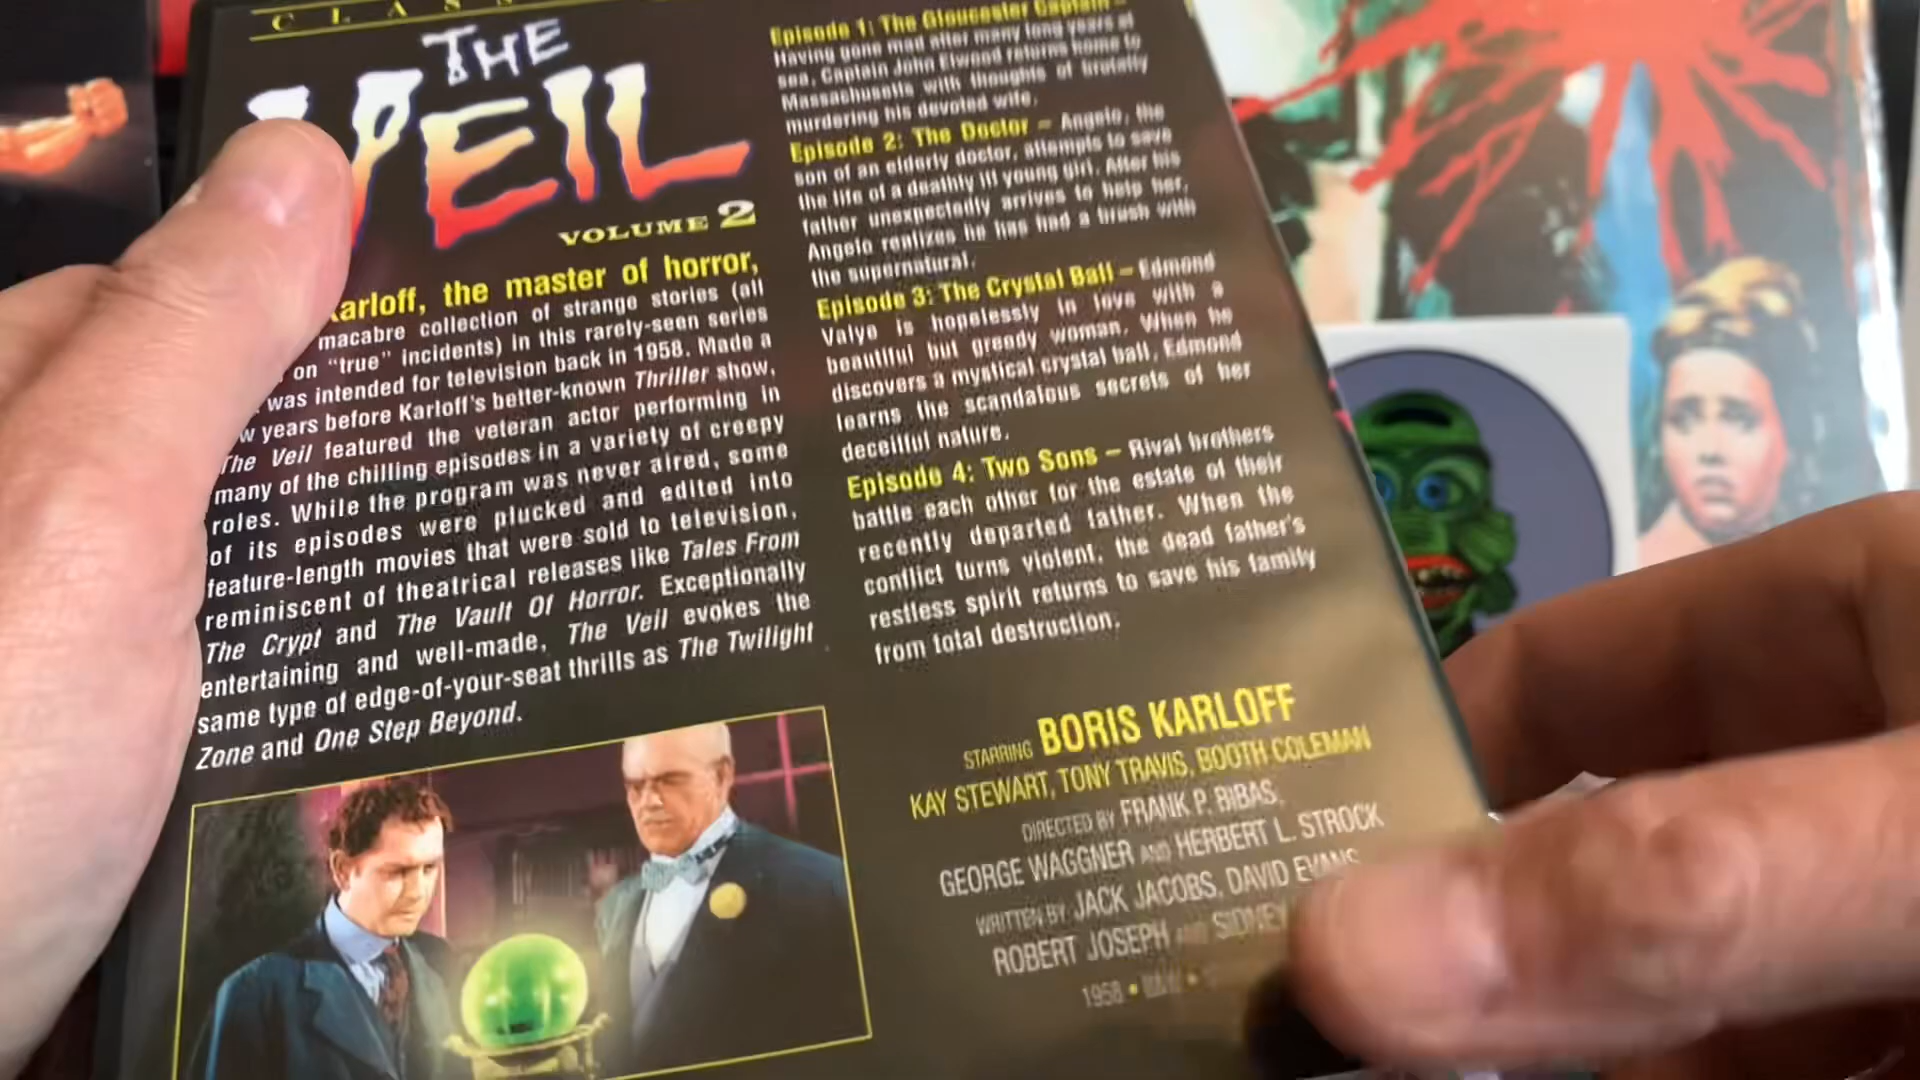 CLASS
THE
VEIL
VOLUME 2
Karloff, the master of horror,
macabre collection of strange stories (all
on "true" incidents) in this rarely-seen series
was intended for television back in 1958. Made a
w years before Karloff's better-known Thriller show,
The Veil featured the veteran actor performing in
many of the chilling episodes in a variety of creepy
roles. While the program was never aired, some
of its episodes were plucked and edited into
feature-length movies that were sold to television,
reminiscent of theatrical releases like Tales From
The Crypt and The Vault Of Horror. Exceptionally
entertaining and well-made, The Veil evokes the
same type of edge-of-your-seat thrills as The Twilight
Zone and One Step Beyond.
Episode 1: The Gloucester Captain –
Having gone mad after many long years at
sea, Captain John Elwood returns home to
Massachusetts with thoughts of brutally
murdering his devoted wife.
Episode 2: The Doctor – Angelo, the
son of an elderly doctor, attempts to save
the life of a deathly ill young girl. After his
father unexpectedly arrives to help her,
Angelo realizes he has had a brush with
the supernatural.
Episode 3: The Crystal Ball – Edmond
Valye is hopelessly in love with a
beautiful but greedy woman. When he
discovers a mystical crystal ball, Edmond
learns the scandalous secrets of her
deceitful nature.
Episode 4: Two Sons – Rival brothers
battle each other for the estate of their
recently departed father. When the
conflict turns violent, the dead father's
restless spirit returns to save his family
from total destruction.
STARRING BORIS KARLOFF
KAY STEWART, TONY TRAVIS, BOOTH COLEMAN
DIRECTED BY FRANK P. BIBAS,
GEORGE WAGGNER AND HERBERT L. STROCK
WRITTEN BY JACK JACOBS, DAVID EVANS,
ROBERT JOSEPH AND SIDNEY
1958 •